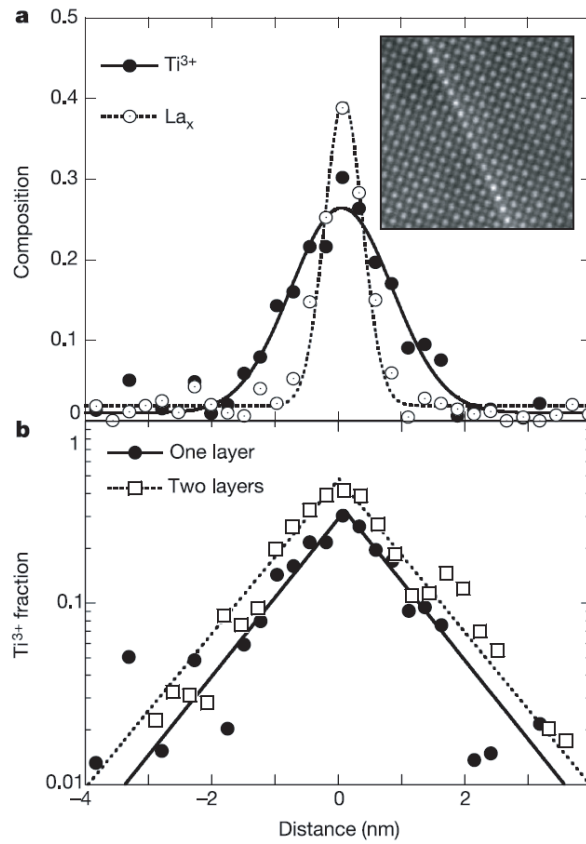 a
0.5
0.4
0.3
0.2
0.1
0
Composition
Ti³⁺
Laₓ
b
1
0.1
0.01
Ti³⁺ fraction
One layer
Two layers
−4
−2
0
2
Distance (nm)